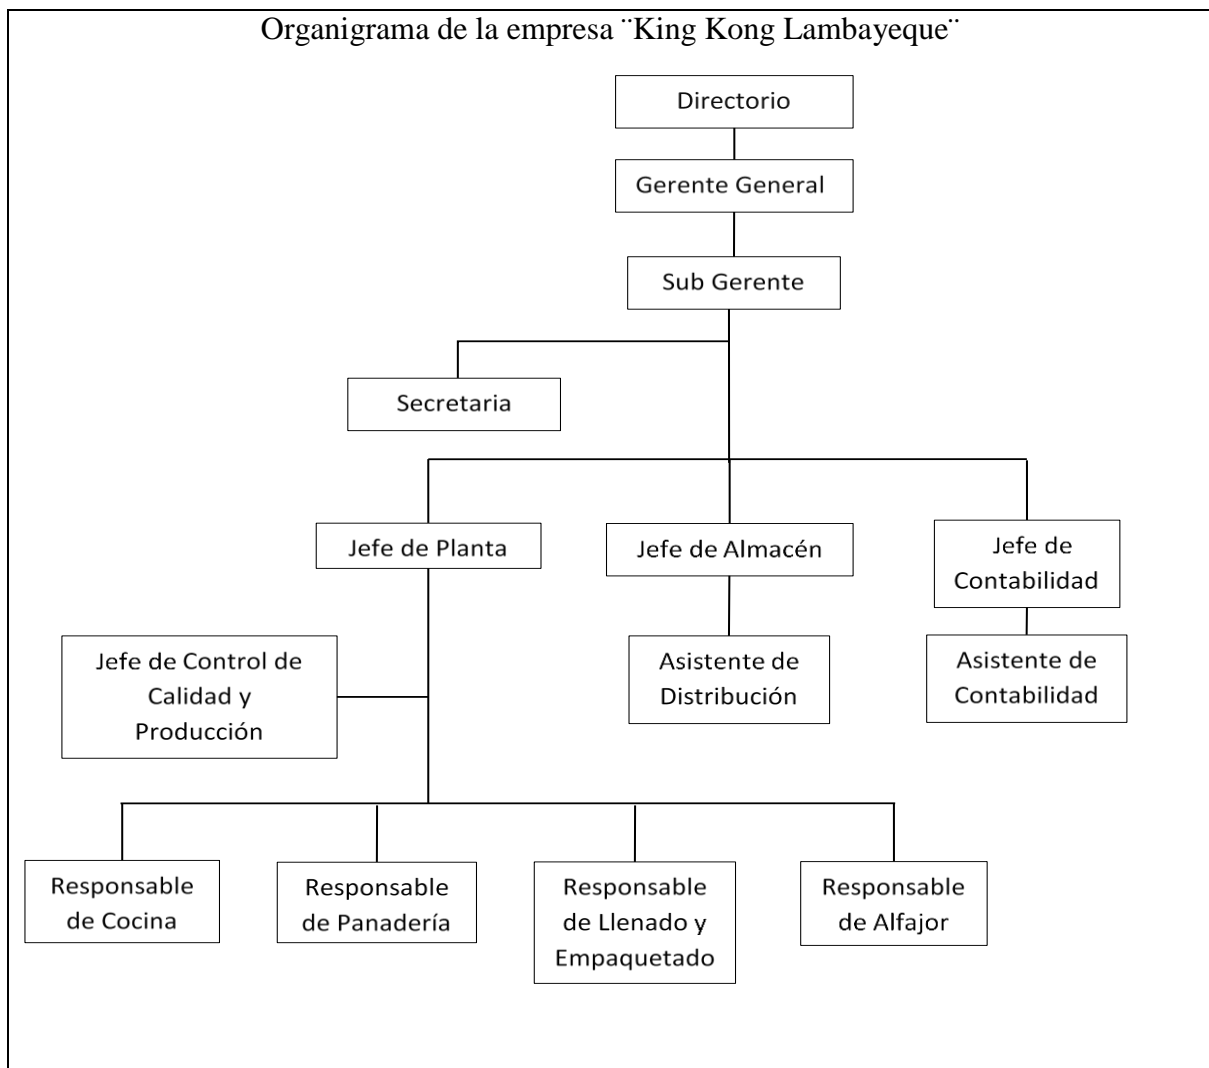 Organigrama de la empresa ¨King Kong Lambayeque¨
Directorio
Gerente General
Sub Gerente
Secretaria
Jefe de Planta
Jefe de Almacén
Jefe de
Contabilidad
Jefe de Control de
Calidad y
Producción
Asistente de
Distribución
Asistente de
Contabilidad
Responsable
de Cocina
Responsable
de Panadería
Responsable
de Llenado y
Empaquetado
Responsable
de Alfajor